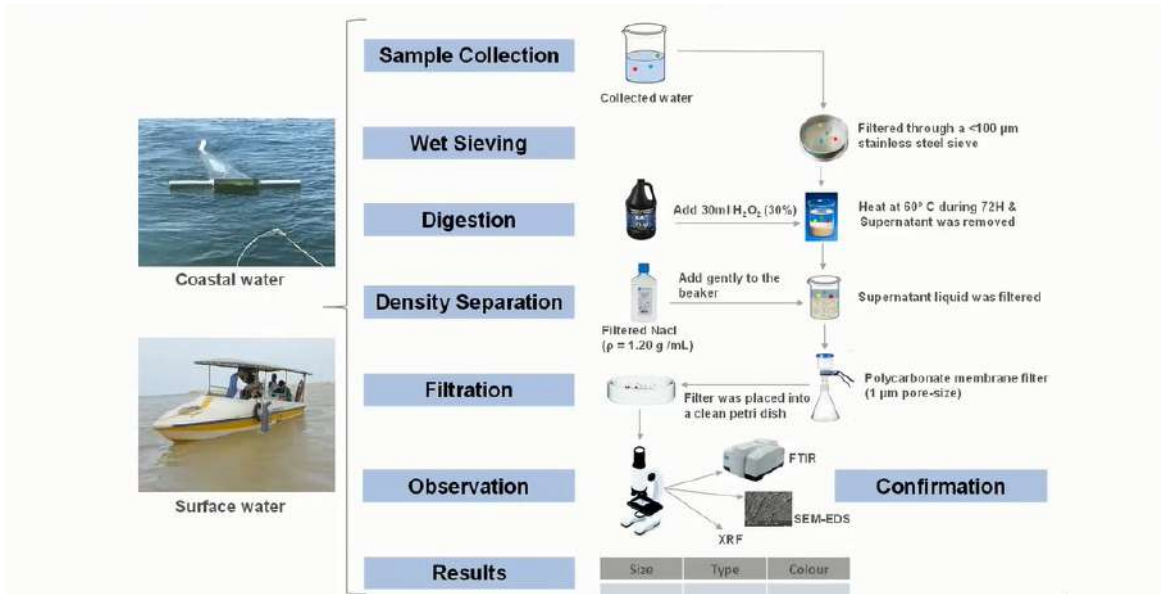 Sample Collection
Collected water
Wet Sieving
Filtered through a <100 µm
stainless steel sieve
Coastal water
Digestion
Add 30ml H₂O₂ (30%)
Heat at 60° C during 72H &
Supernatant was removed
Density Separation
Add gently to the
beaker
Supernatant liquid was filtered
Filtered Nacl
(ρ = 1.20 g /mL)
Surface water
Filtration
Filter was placed into
a clean petri dish
Polycarbonate membrane filter
(1 µm pore-size)
Observation
FTIR
SEM-EDS
XRF
Confirmation
Results
Size Type Colour